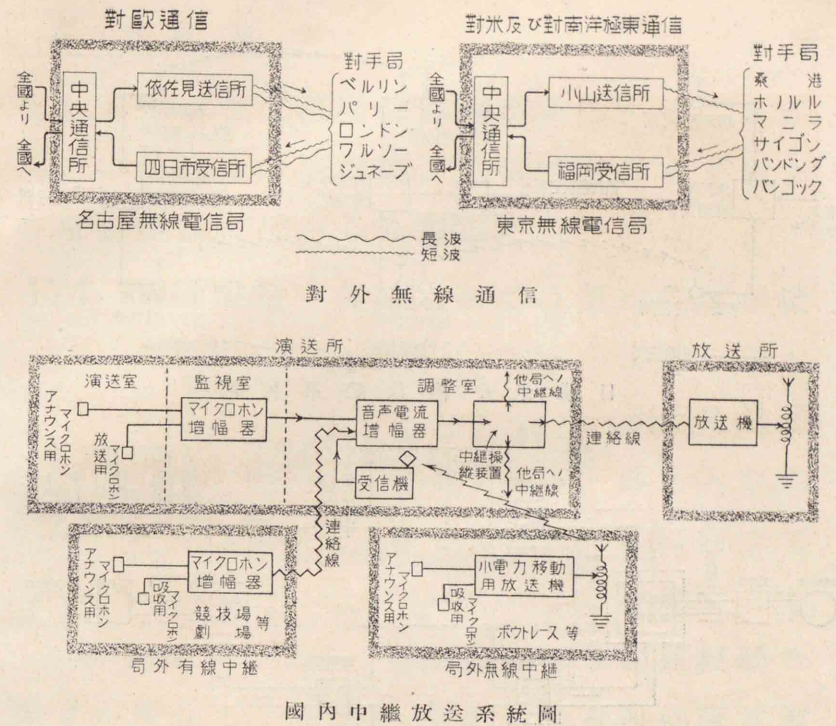 對歐通信
全國より
全國へ
中央通信所
依佐見送信所
四日市受信所
對手局
ベルリン
パリー
ロンドン
ワルソー
ジュネーブ
名古屋無線電信局
對米及び對南洋極東通信
全國より
全國へ
中央通信所
小山送信所
福岡受信所
對手局
桑港
ホノルル
マニラ
サイゴン
バンドング
バンコック
東京無線電信局
長波
短波
對外無線通信
演送所
演送室
監視室
調整室
アナウンス用
マイクロホン
放送用
マイクロホン
マイクロホン
増幅器
音声電流
増幅器
受信機
他局へノ
中継線
中継操
縦装置
他局へノ
中継線
連絡線
放送所
放送機
連絡線
アナウンス用
マイクロホン
吸收用
マイクロホン
マイクロホン
増幅器
競技場
劇場
等
局外有線中継
アナウンス用
マイクロホン
吸收用
マイクロホン
小電力移動
用放送機
ボウトレース等
局外無線中継
國內中繼放送系統圖